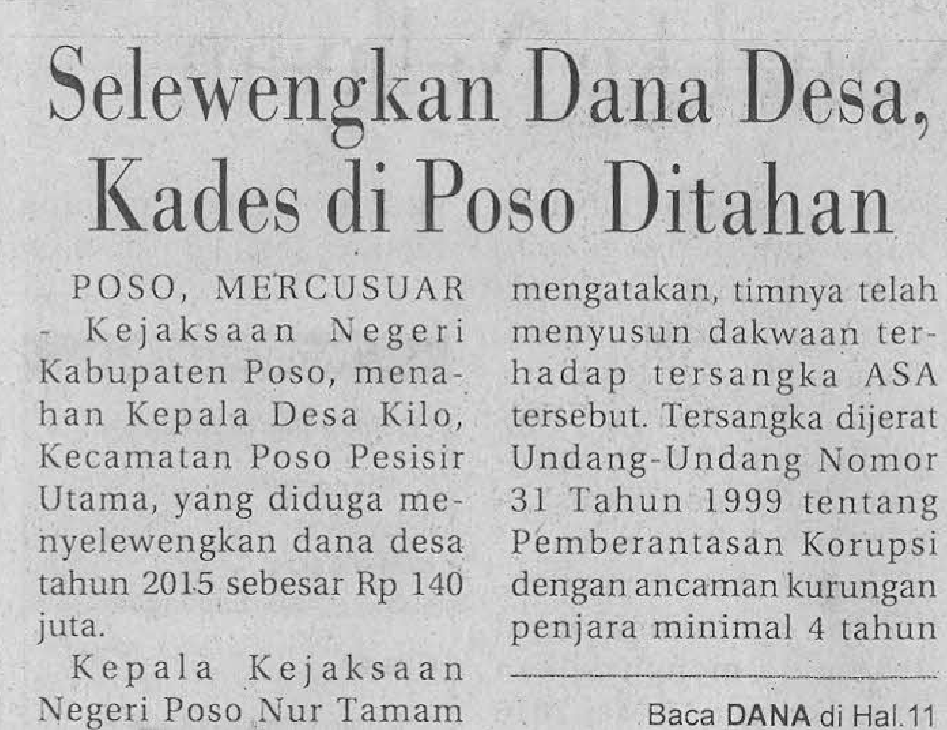 Selewengkan Dana Desa,
Kades di Poso Ditahan
POSO, MERCUSUAR
- Kejaksaan Negeri
Kabupaten Poso, mena-
han Kepala Desa Kilo,
Kecamatan Poso Pesisir
Utama, yang diduga me-
nyelewengkan dana desa
tahun 2015 sebesar Rp 140
juta.
Kepala Kejaksaan
Negeri Poso Nur Tamam
mengatakan, timnya telah
menyusun dakwaan ter-
hadap tersangka ASA
tersebut. Tersangka dijerat
Undang-Undang Nomor
31 Tahun 1999 tentang
Pemberantasan Korupsi
dengan ancaman kurungan
penjara minimal 4 tahun
Baca DANA di Hal.11